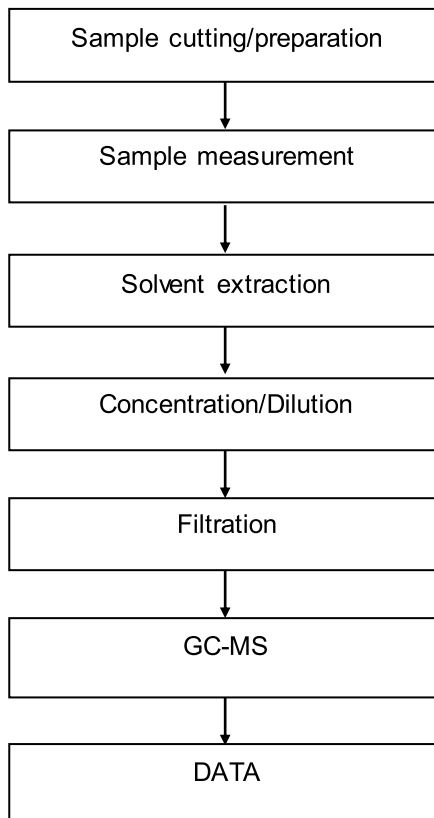 Sample cutting/preparation
Sample measurement
Solvent extraction
Concentration/Dilution
Filtration
GC-MS
DATA